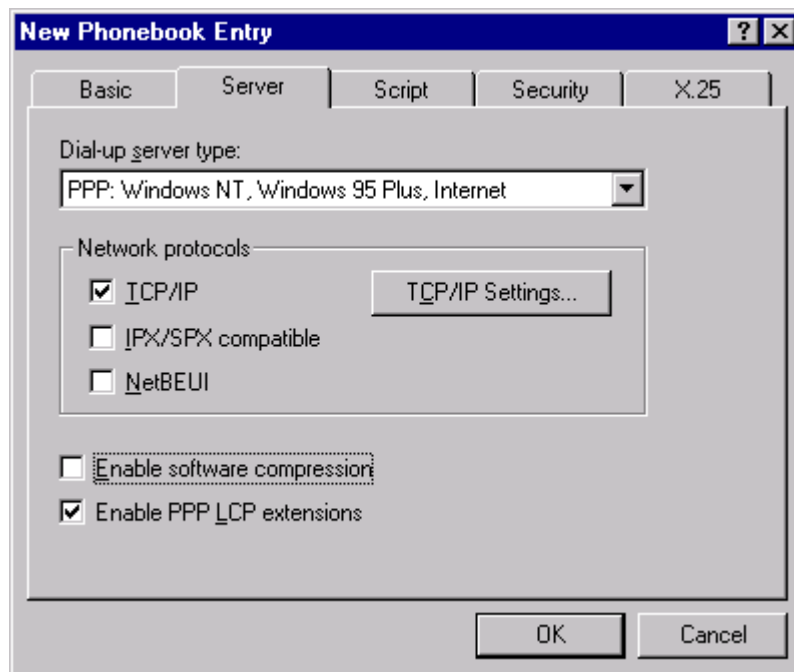 New Phonebook Entry
Basic Server Script Security X.25
Dial-up server type:
PPP: Windows NT, Windows 95 Plus, Internet
Network protocols
TCP/IP TCP/IP Settings...
IPX/SPX compatible
NetBEUI
Enable software compression
Enable PPP LCP extensions
OK Cancel